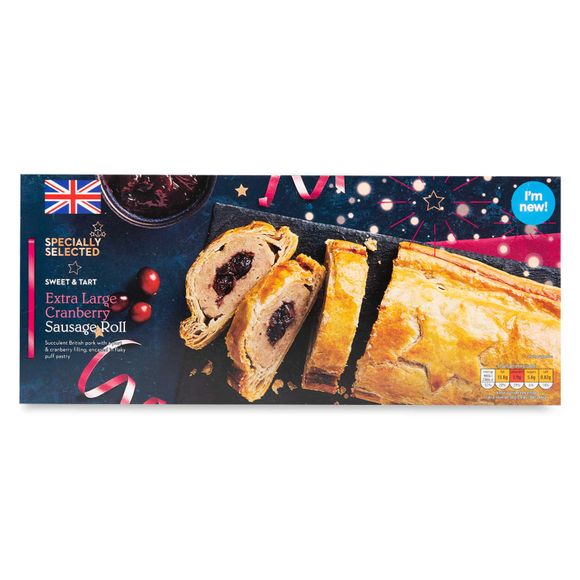 I'm
new!
SPECIALLY
SELECTED
SWEET & TART
Extra Large
Cranberry
Sausage Roll
Succulent British pork with a
& cranberry filling, encased in flaky
puff pastry